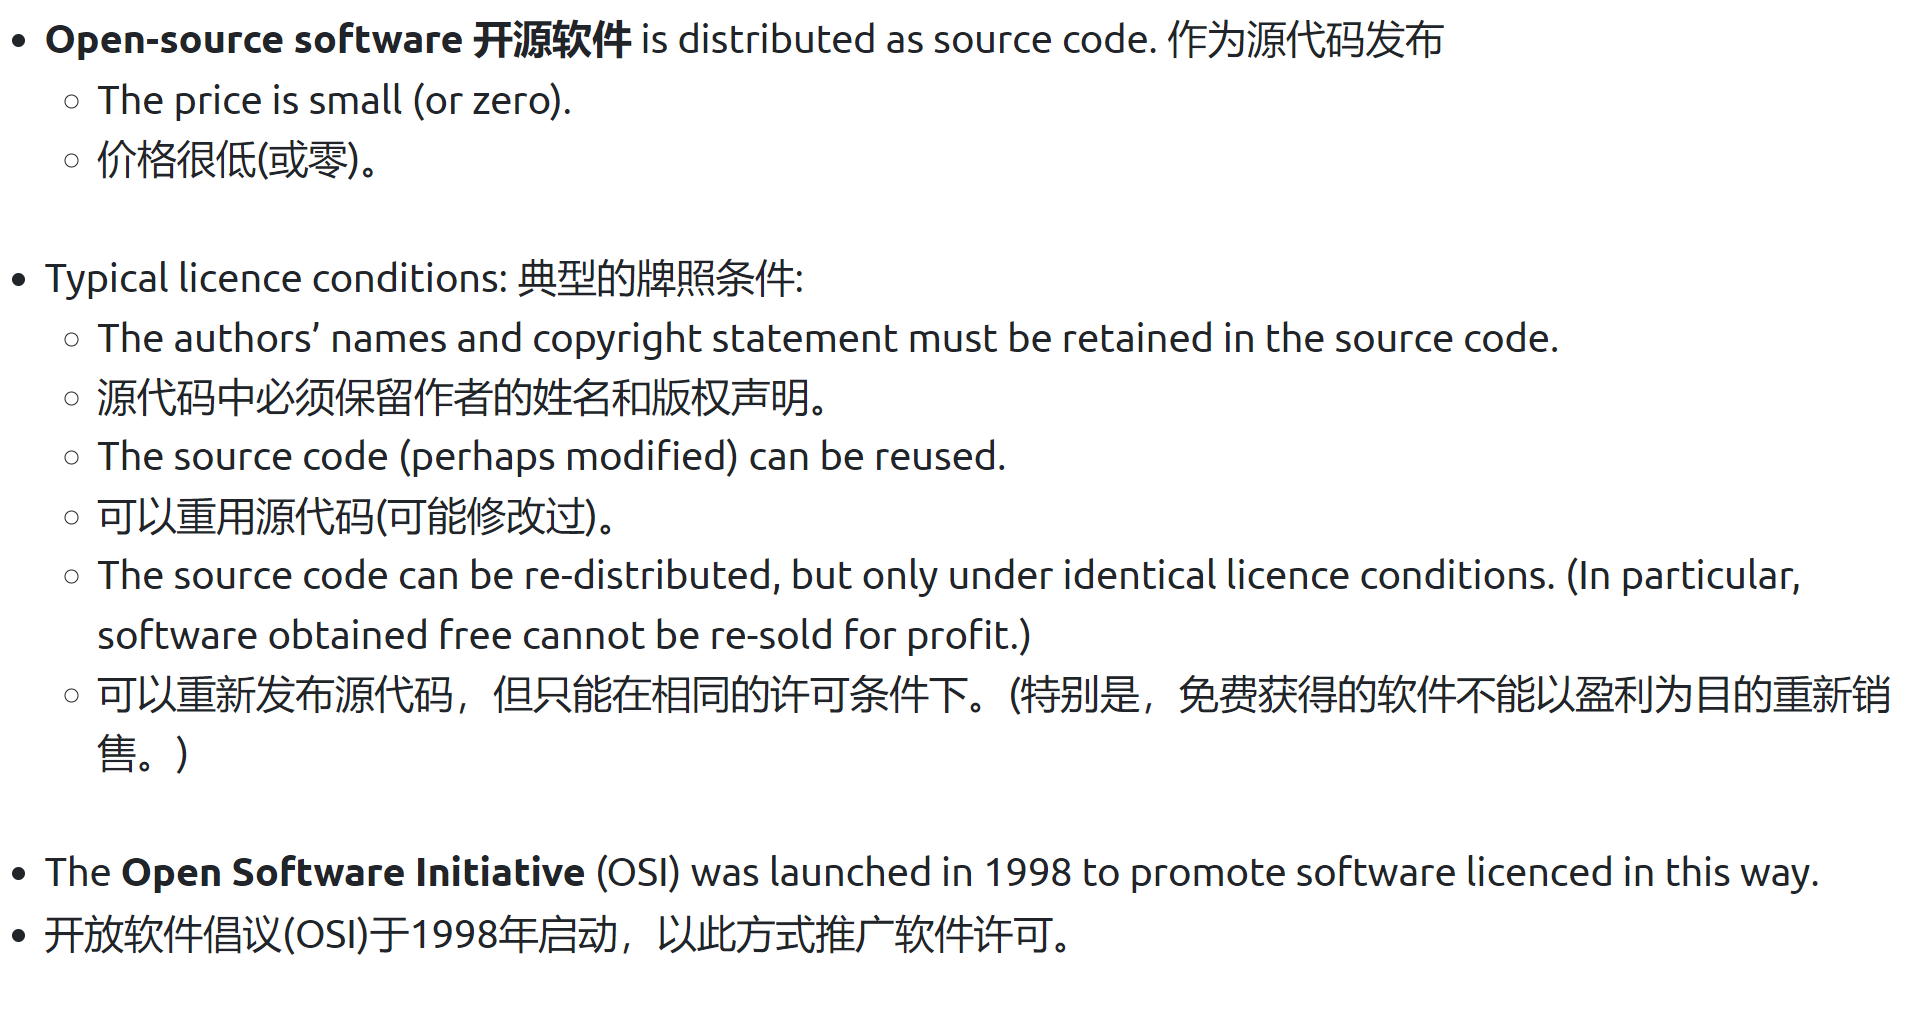 Open-source software 开源软件 is distributed as source code. 作为源代码发布
The price is small (or zero).
价格很低(或零)。
Typical licence conditions: 典型的牌照条件:
The authors’ names and copyright statement must be retained in the source code.
源代码中必须保留作者的姓名和版权声明。
The source code (perhaps modified) can be reused.
可以重用源代码(可能修改过)。
The source code can be re-distributed, but only under identical licence conditions. (In particular,
software obtained free cannot be re-sold for profit.)
可以重新发布源代码，但只能在相同的许可条件下。(特别是，免费获得的软件不能以盈利为目的重新销
售。)
The Open Software Initiative (OSI) was launched in 1998 to promote software licenced in this way.
开放软件倡议(OSI)于1998年启动，以此方式推广软件许可。